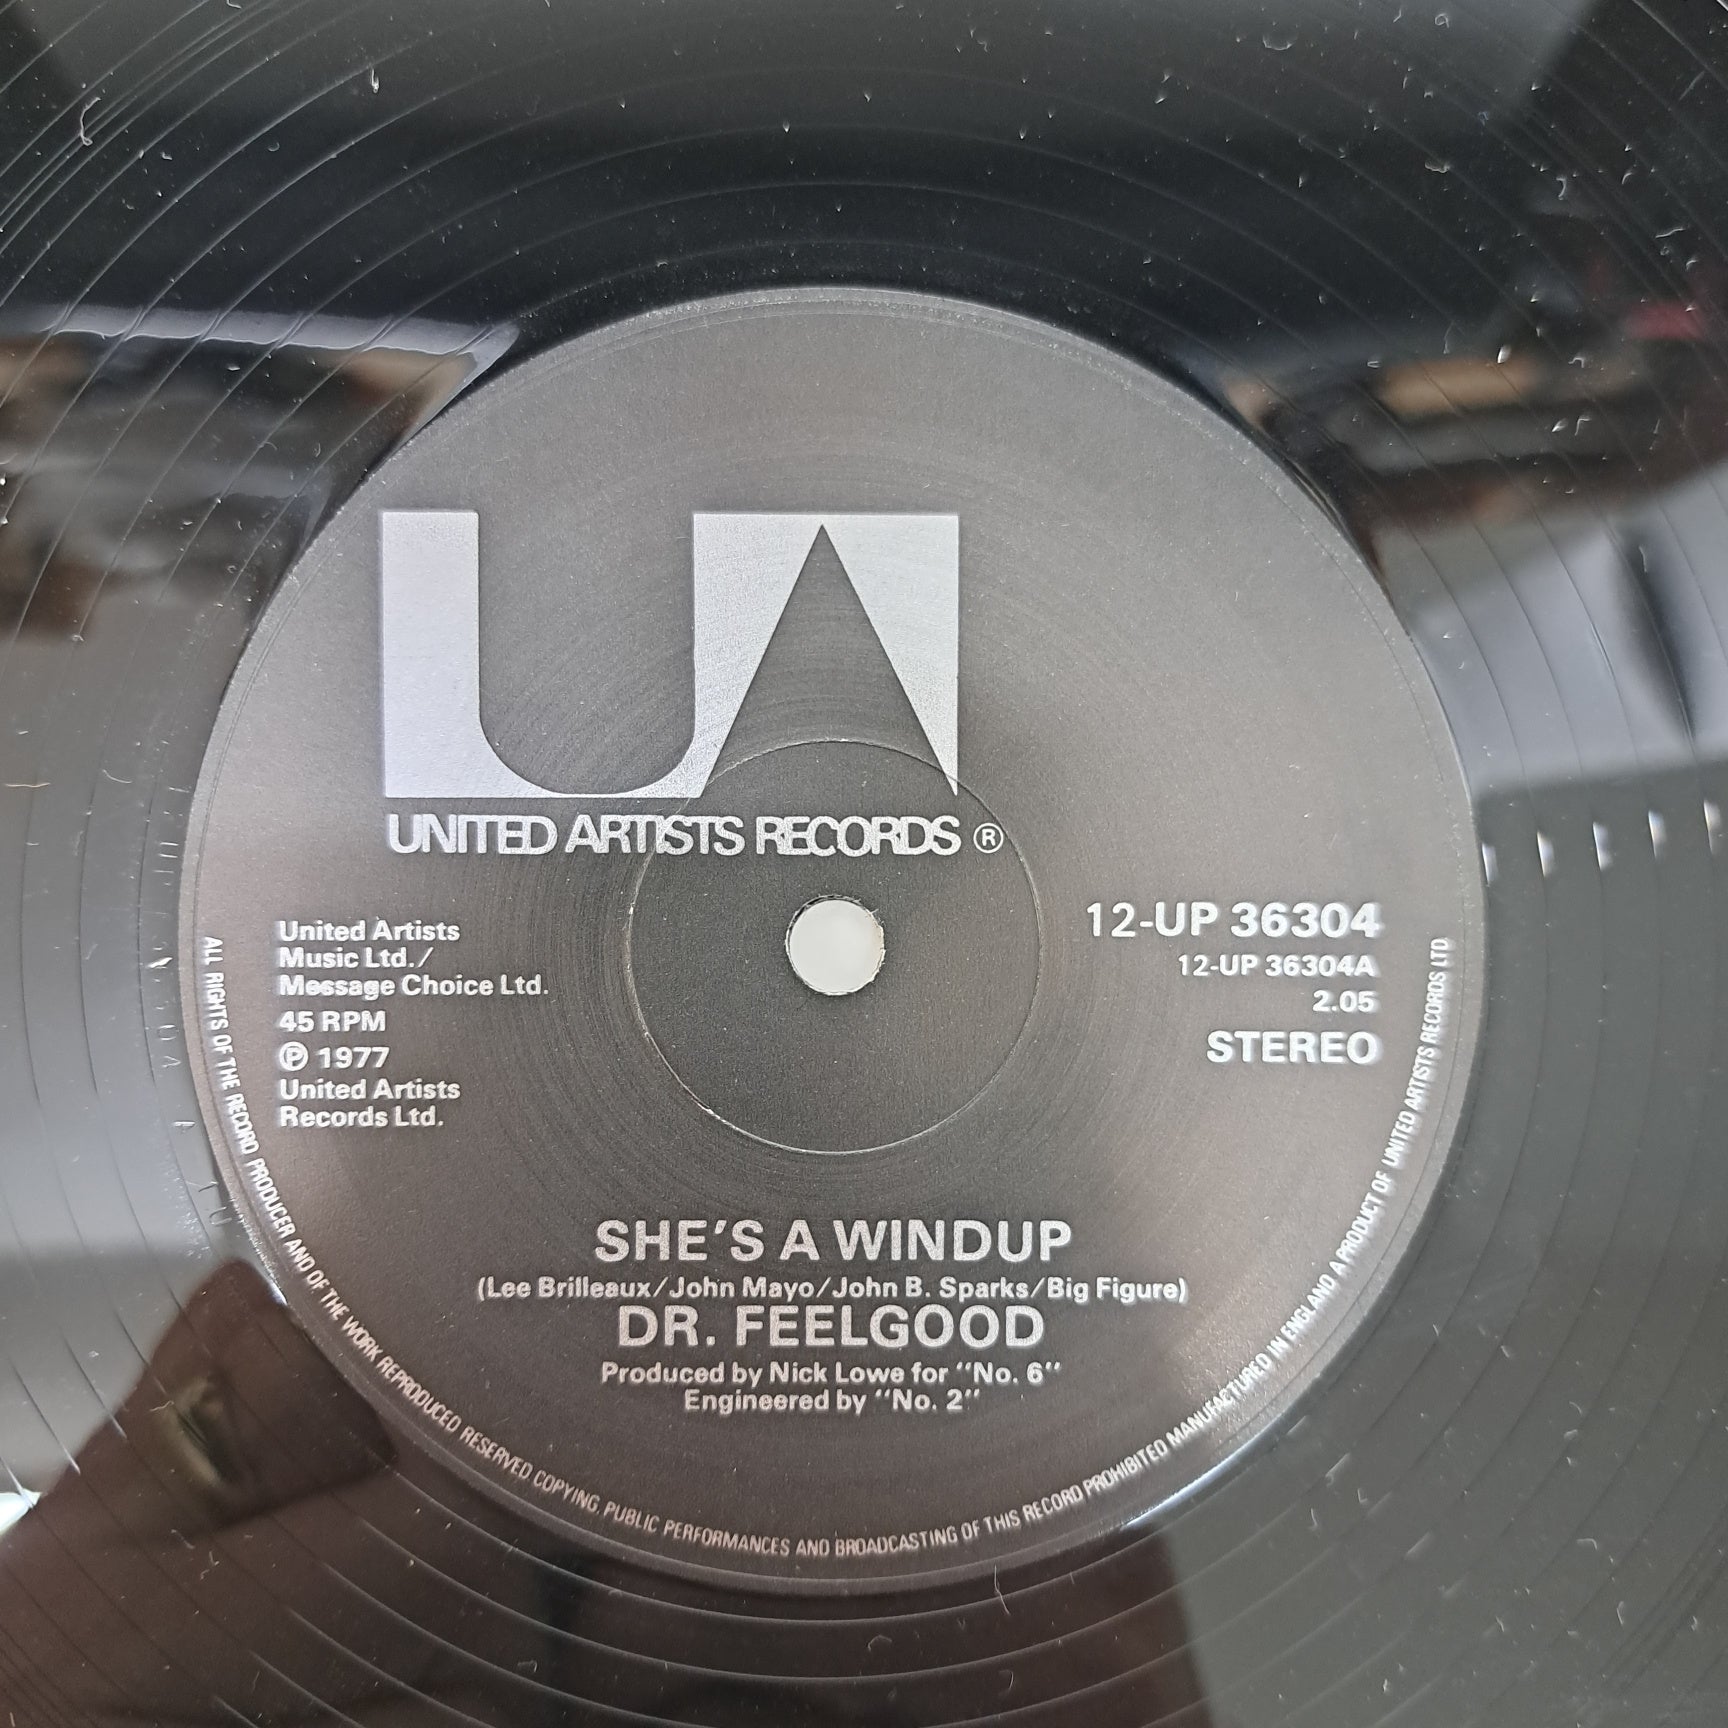 UA
UNITED ARTISTS RECORDS ®
United Artists
Music Ltd./
Message Choice Ltd.
45 RPM
℗ 1977
United Artists
Records Ltd.
12-UP 36304
12-UP 36304A
2.05
STEREO
SHE'S A WINDUP
(Lee Brilleaux/John Mayo/John B. Sparks/Big Figure)
DR. FEELGOOD
Produced by Nick Lowe for "No. 6"
Engineered by "No. 2"
ALL RIGHTS OF THE RECORD PRODUCER AND OF THE WORK REPRODUCED RESERVED COPYING, PUBLIC PERFORMANCES AND BROADCASTING OF THIS RECORD PROHIBITED MANUFACTURED IN ENGLAND A PRODUCT OF UNITED ARTISTS RECORDS LTD.